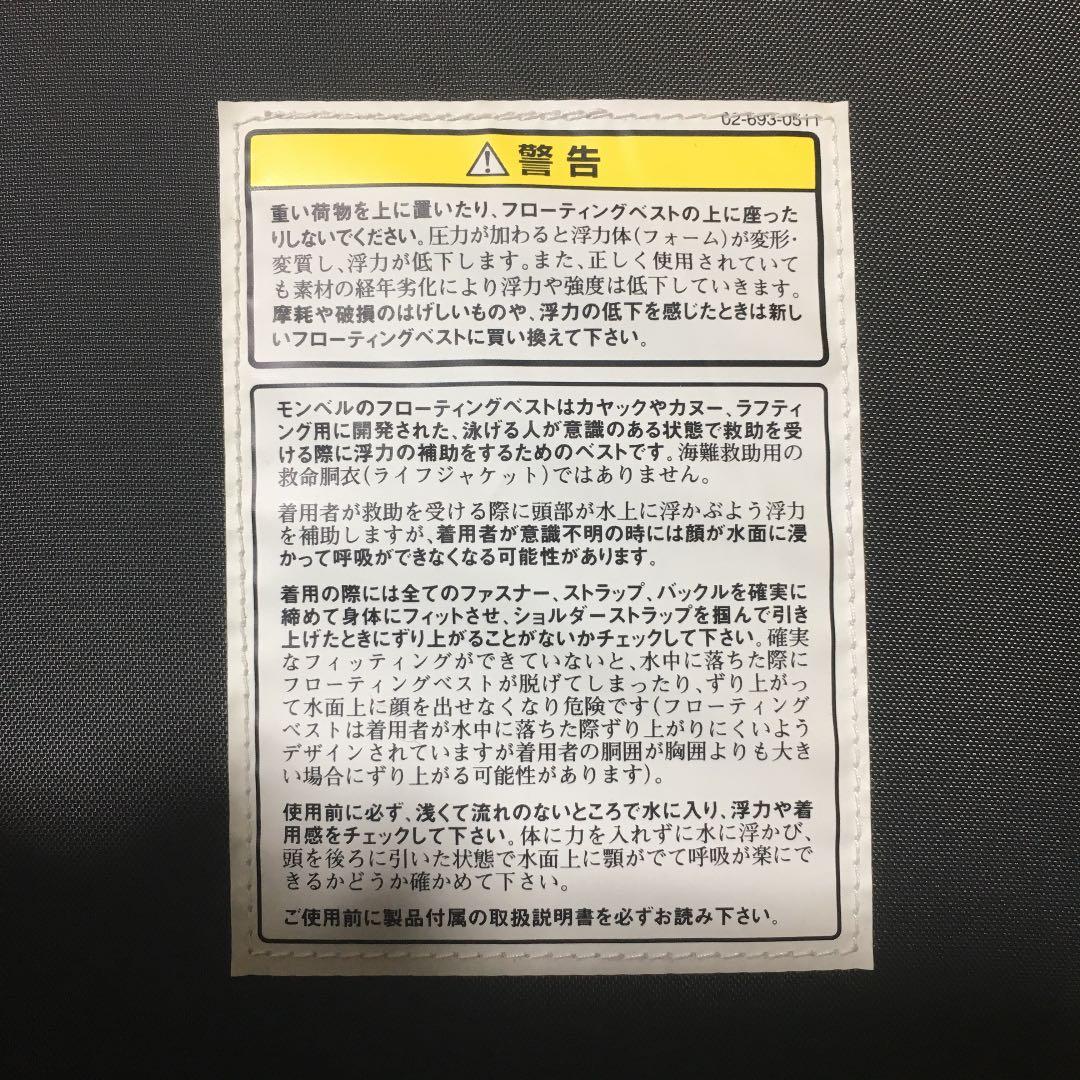 02-693-0511
警告
重い荷物を上に置いたり、フローティングベストの上に座った
りしないでください。圧力が加わると浮力体(フォーム)が変形・
変質し、浮力が低下します。また、正しく使用されていて
も素材の経年劣化により浮力や強度は低下していきます。
摩耗や破損のはげしいものや、浮力の低下を感じたときは新し
いフローティングベストに買い換えて下さい。
モンベルのフローティングベストはカヤックやカヌー、ラフティ
ング用に開発された、泳げる人が意識のある状態で救助を受
ける際に浮力の補助をするためのベストです。海難救助用の
救命胴衣(ライフジャケット)ではありません。
着用者が救助を受ける際に頭部が水上に浮かぶよう浮力
を補助しますが、着用者が意識不明の時には顔が水面に浸
かって呼吸ができなくなる可能性があります。
着用の際には全てのファスナー、ストラップ、バックルを確実に
締めて身体にフィットさせ、ショルダーストラップを掴んで引き
上げたときにずり上がることがないかチェックして下さい。確実
なフィッティングができていないと、水中に落ちた際に
フローティングベストが脱げてしまったり、ずり上がっ
て水面上に顔を出せなくなり危険です(フローティング
ベストは着用者が水中に落ちた際ずり上がりにくいよう
デザインされていますが着用者の胴囲が胸囲よりも大き
い場合にずり上がる可能性があります)。
使用前に必ず、浅くて流れのないところで水に入り、浮力や着
用感をチェックして下さい。体に力を入れずに水に浮かび、
頭を後ろに引いた状態で水面上に顎がでて呼吸が楽にで
きるかどうか確かめて下さい。
ご使用前に製品付属の取扱説明書を必ずお読み下さい。